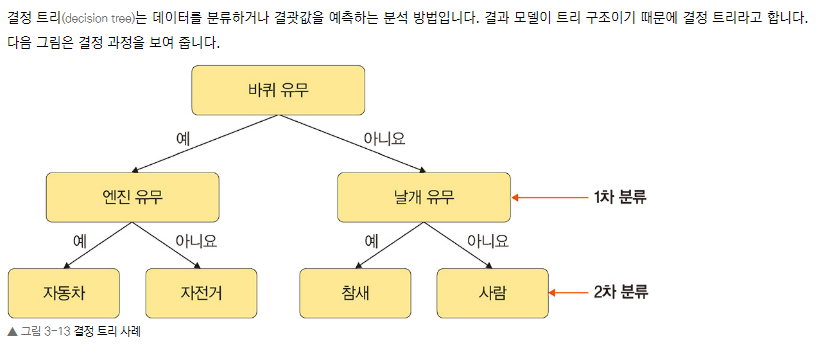 결정 트리(decision tree)는 데이터를 분류하거나 결괏값을 예측하는 분석 방법입니다. 결과 모델이 트리 구조이기 때문에 결정 트리라고 합니다.
다음 그림은 결정 과정을 보여 줍니다.
바퀴 유무
예
아니요
엔진 유무
날개 유무
1차 분류
예
아니요
예
아니요
자동차
자전거
참새
사람
2차 분류
▲ 그림 3-13 결정 트리 사례